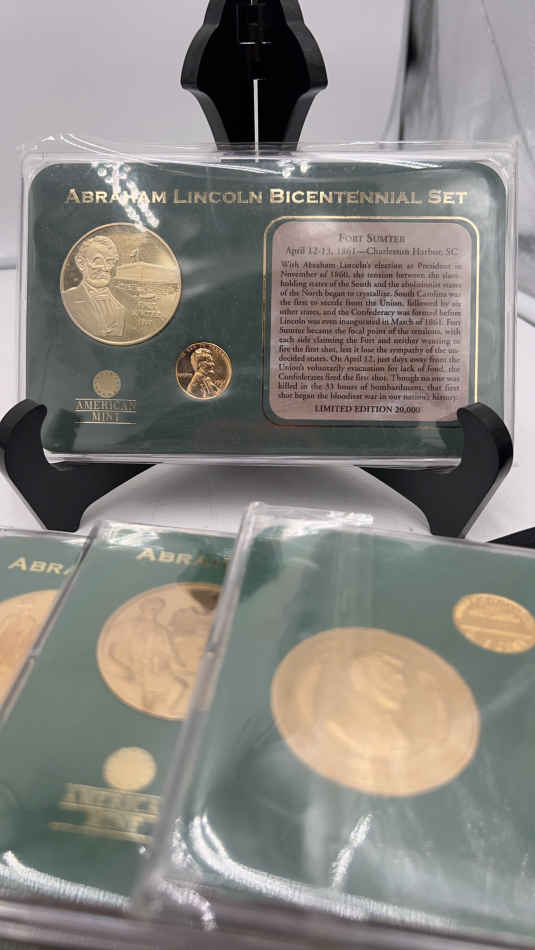 ABRAHAM LINCOLN BICENTENNIAL SET
FORT SUMTER
April 12-13, 1861—Charleston Harbor, SC
With Abraham Lincoln's election as President in
November of 1860, the tension between the slave-
holding states of the South and the abolitionist states
of the North began to crystallize. South Carolina was
the first to secede from the Union, followed by six
other states, and the Confederacy was formed before
Lincoln was even inaugurated in March of 1861. Fort
Sumter became the focal point of the tensions, with
each side claiming the Fort and neither wanting to
fire the first shot, lest it lose the sympathy of the un-
decided states. On April 12, just days away from the
Union's voluntarily evacuation for lack of food, the
Confederates fired the first shot. Though no one was
killed in the 33 hours of bombardment, that first
shot began the bloodiest war in our nation's history.
LIMITED EDITION 20,000
AMERICAN
MINT
ABRA
ABRA
AMERICAN
MINT